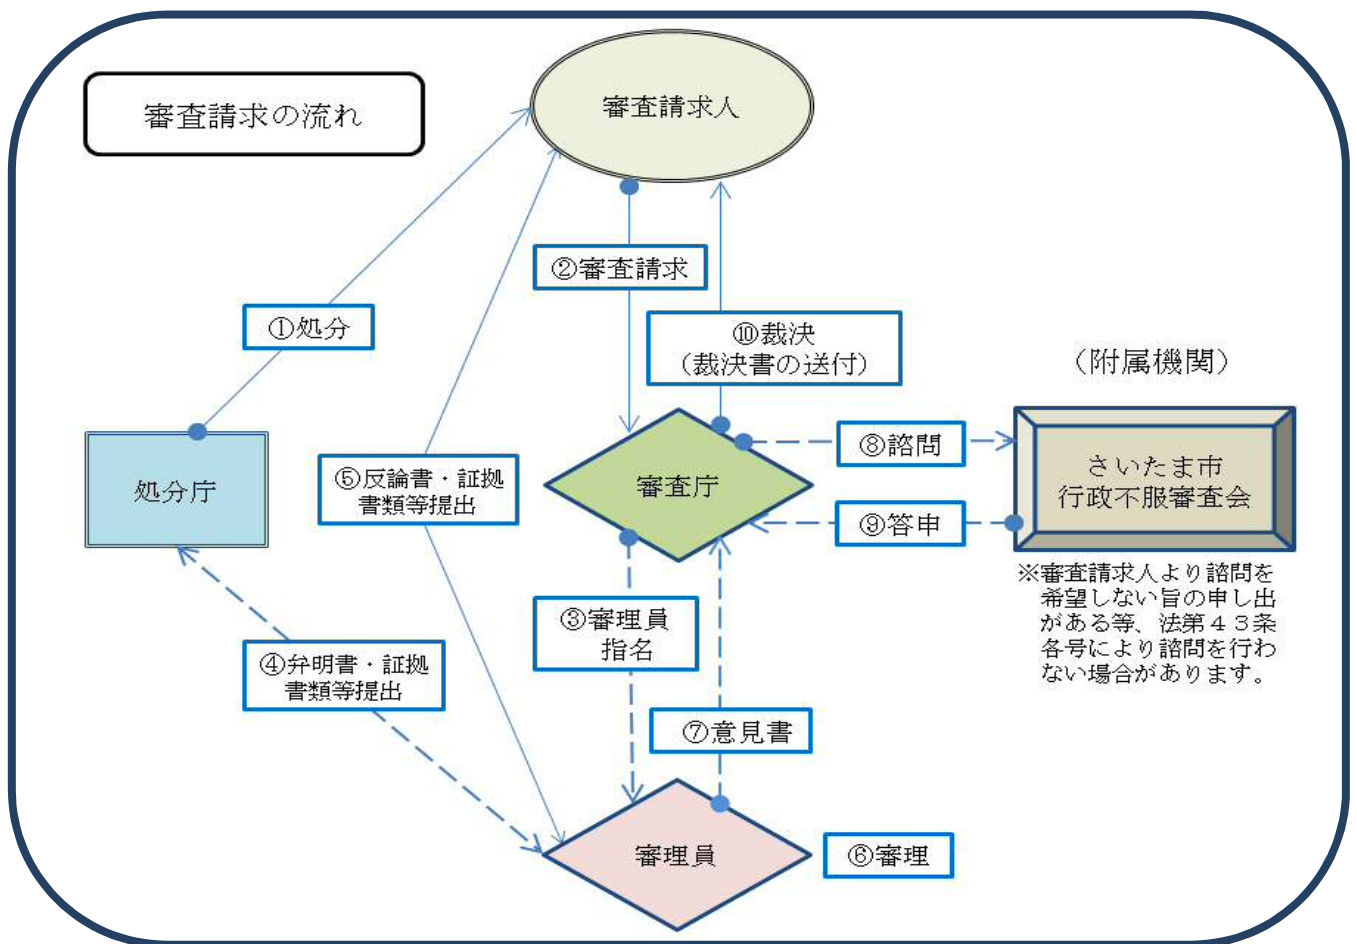 審査請求の流れ
審査請求人
②審査請求
①処分
⑩裁決
(裁決書の送付)
(附属機関)
⑧諮問
さいたま市
行政不服審査会
⑤反論書・証拠
書類等提出
処分庁
審査庁
⑨答申
※審査請求人より諮問を
希望しない旨の申し出
がある等、法第４３条
各号により諮問を行わ
ない場合があります。
③審理員
指名
④弁明書・証拠
書類等提出
⑦意見書
審理員
⑥審理